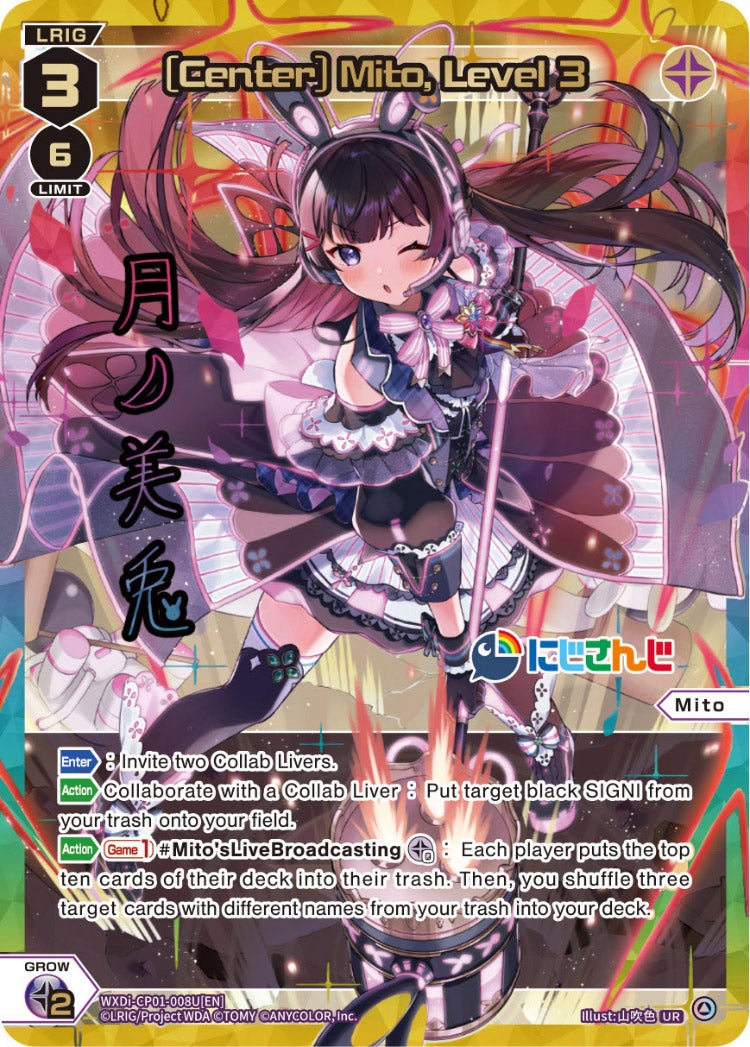 LRIG
3
[Center] Mito, Level 3
6
LIMIT
月ノ美兎
にじさんじ
Mito
Enter : Invite two Collab Livers.
Action Collaborate with a Collab Liver : Put target black SIGNI from
your trash onto your field.
Action Game 1 #Mito'sLiveBroadcasting 0 : Each player puts the top
ten cards of their deck into their trash. Then, you shuffle three
target cards with different names from your trash into your deck.
GROW
2
WXDi-CP01-008U[EN]
©LRIG/Project WDA ©TOMY ©ANYCOLOR, Inc.
Illust:山吹色 UR